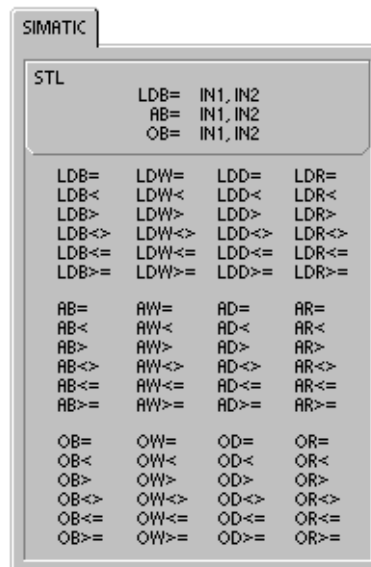 SIMATIC
STL
LDB= IN1, IN2
AB= IN1, IN2
OB= IN1, IN2
LDB= LDW= LDD= LDR=
LDB< LDW< LDD< LDR<
LDB> LDW> LDD> LDR>
LDB<> LDW<> LDD<> LDR<>
LDB<= LDW<= LDD<= LDR<=
LDB>= LDW>= LDD>= LDR>=
AB= AW= AD= AR=
AB< AW< AD< AR<
AB> AW> AD> AR>
AB<> AW<> AD<> AR<>
AB<= AW<= AD<= AR<=
AB>= AW>= AD>= AR>=
OB= OW= OD= OR=
OB< OW< OD< OR<
OB> OW> OD> OR>
OB<> OW<> OD<> OR<>
OB<= OW<= OD<= OR<=
OB>= OW>= OD>= OR>=